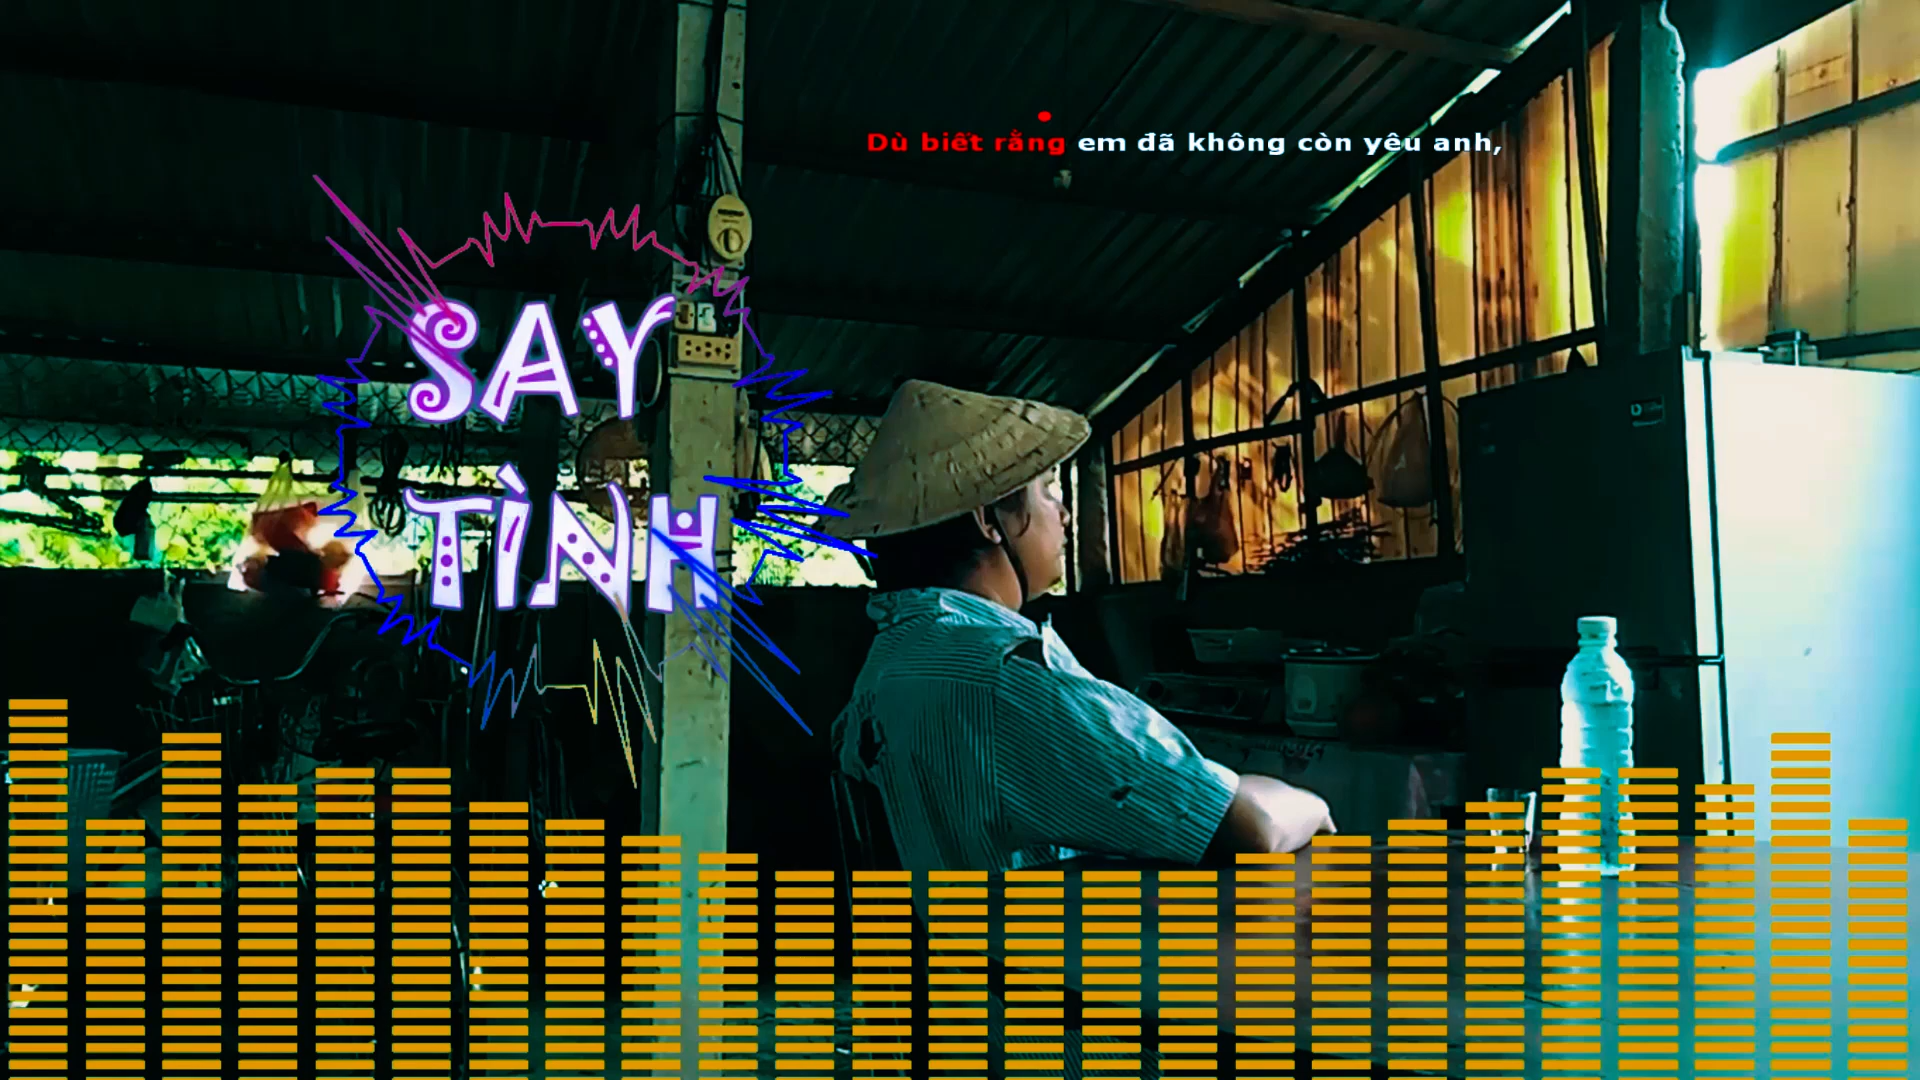 Dù biết rằng em đã không còn yêu anh,
SAY
TÌNH